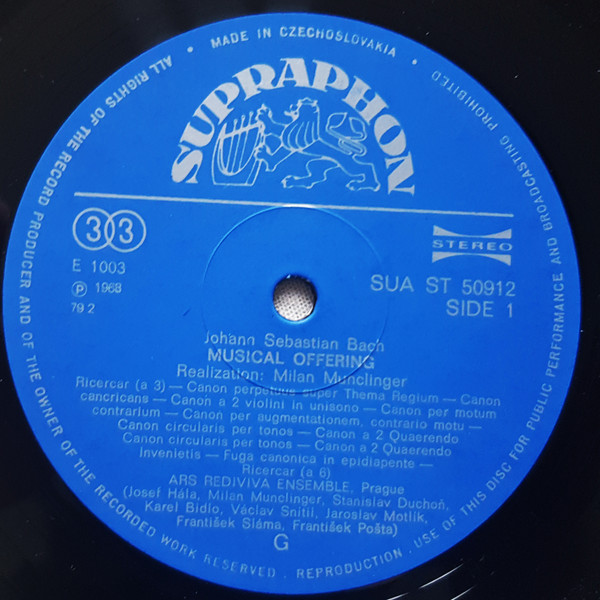 ALL RIGHTS OF THE RECORD PRODUCER AND OF THE OWNER OF THE RECORDED WORK RESERVED . REPRODUCTION . USE OF THIS DISC FOR PUBLIC PERFORMANCE AND BROADCASTING PROHIBITED
• MADE IN CZECHOSLOVAKIA •
SUPRAPHON
33
STEREO
E 1003
SUA ST 50912
℗ 1968
SIDE 1
79 2
Johann Sebastian Bach
MUSICAL OFFERING
Realization: Milan Munclinger
Ricercar (a 3) — Canon perpetuus super Thema Regium — Canon
cancricans — Canon a 2 violini in unisono — Canon per motum
contrarium — Canon per augmentationem, contrario motu —
Canon circularis per tonos — Canon a 2 Quaerendo
Canon circularis per tonos — Canon a 2 Quaerendo
Invenietis — Fuga canonica in epidiapente —
Ricercar (a 6)
ARS REDIVIVA ENSEMBLE, Prague
(Josef Hála, Milan Munclinger, Stanislav Duchoň,
Karel Bidlo, Václav Snítil, Jaroslav Motlík,
František Sláma, František Pošta)
G